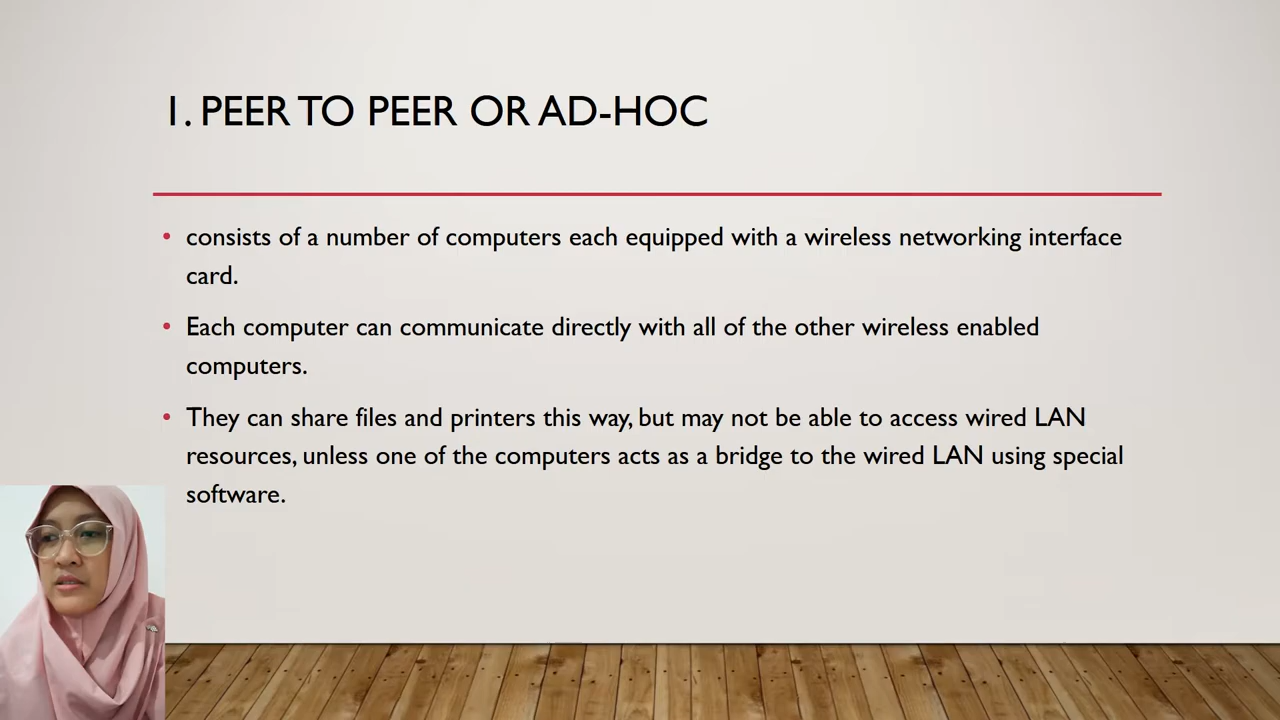 1. PEER TO PEER OR AD-HOC
• consists of a number of computers each equipped with a wireless networking interface
card.
• Each computer can communicate directly with all of the other wireless enabled
computers.
• They can share files and printers this way, but may not be able to access wired LAN
resources, unless one of the computers acts as a bridge to the wired LAN using special
software.